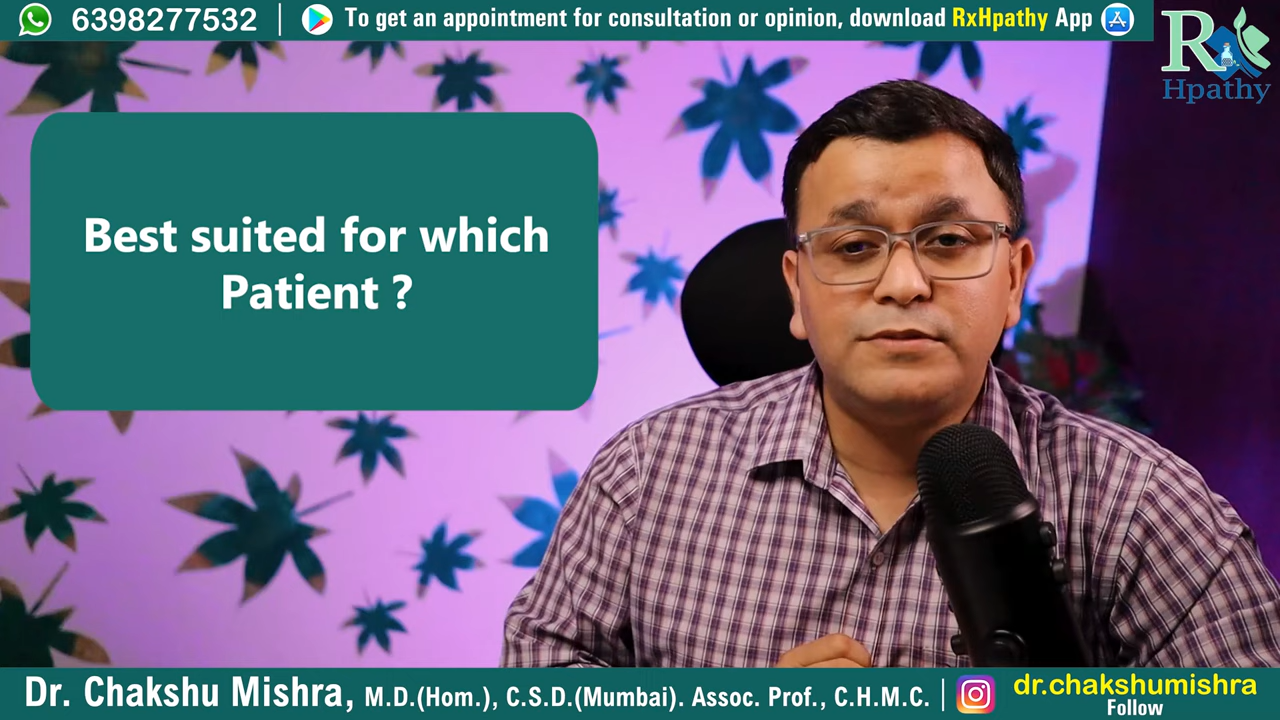 6398277532 | To get an appointment for consultation or opinion, download RxHpathy App
Rx
Hpathy
Best suited for which
Patient ?
Dr. Chakshu Mishra, M.D.(Hom.), C.S.D.(Mumbai). Assoc. Prof., C.H.M.C. | dr.chakshumishra
Follow